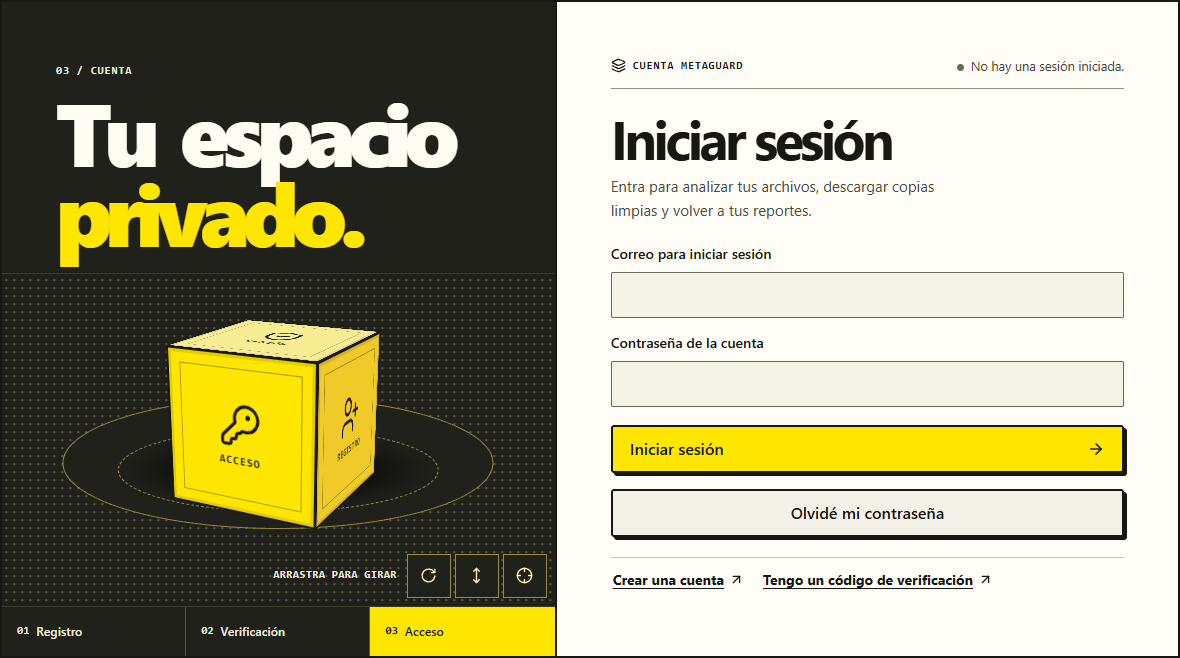 03 / CUENTA
Tu espacio
privado.
ACCESO
REGISTRO
ARRASTRA PARA GIRAR
01 Registro
02 Verificación
03 Acceso
CUENTA METAGUARD
No hay una sesión iniciada.
Iniciar sesión
Entra para analizar tus archivos, descargar copias
limpias y volver a tus reportes.
Correo para iniciar sesión
Contraseña de la cuenta
Iniciar sesión
Olvidé mi contraseña
Crear una cuenta
Tengo un código de verificación